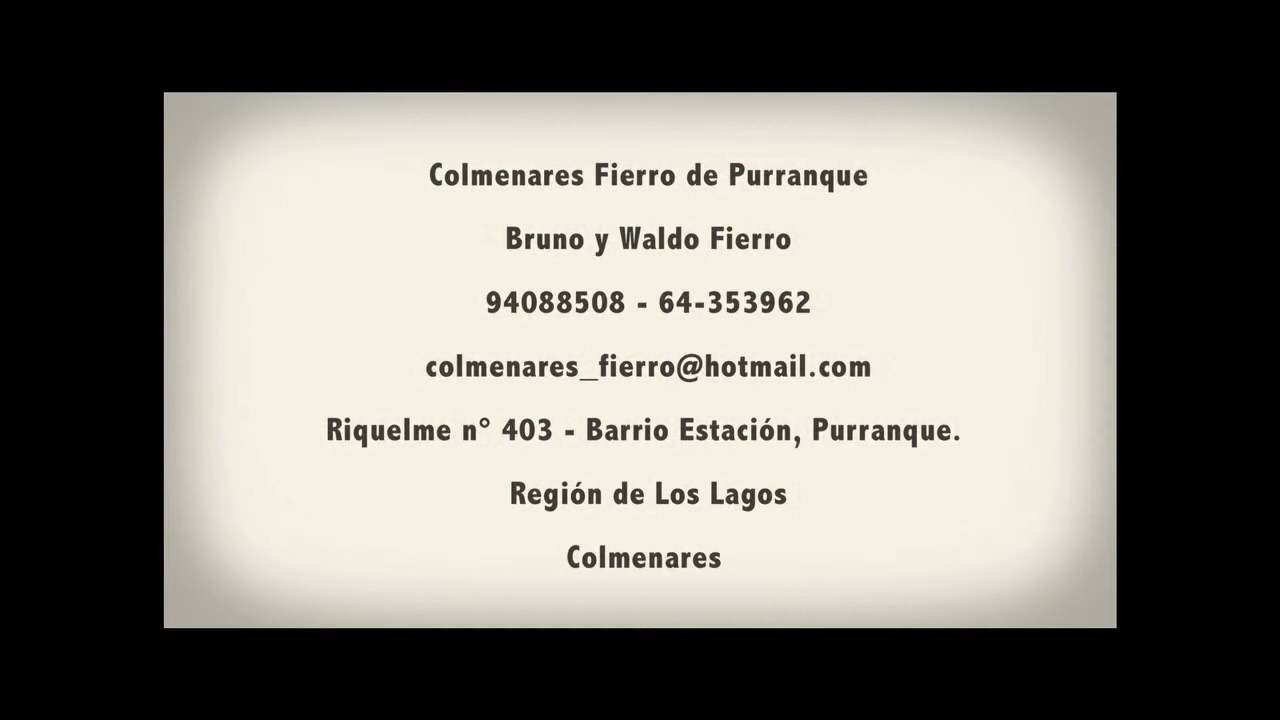 Colmenares Fierro de Purranque
Bruno y Waldo Fierro
94088508 - 64-353962
colmenares_fierro@hotmail.com
Riquelme n° 403 - Barrio Estación, Purranque.
Región de Los Lagos
Colmenares